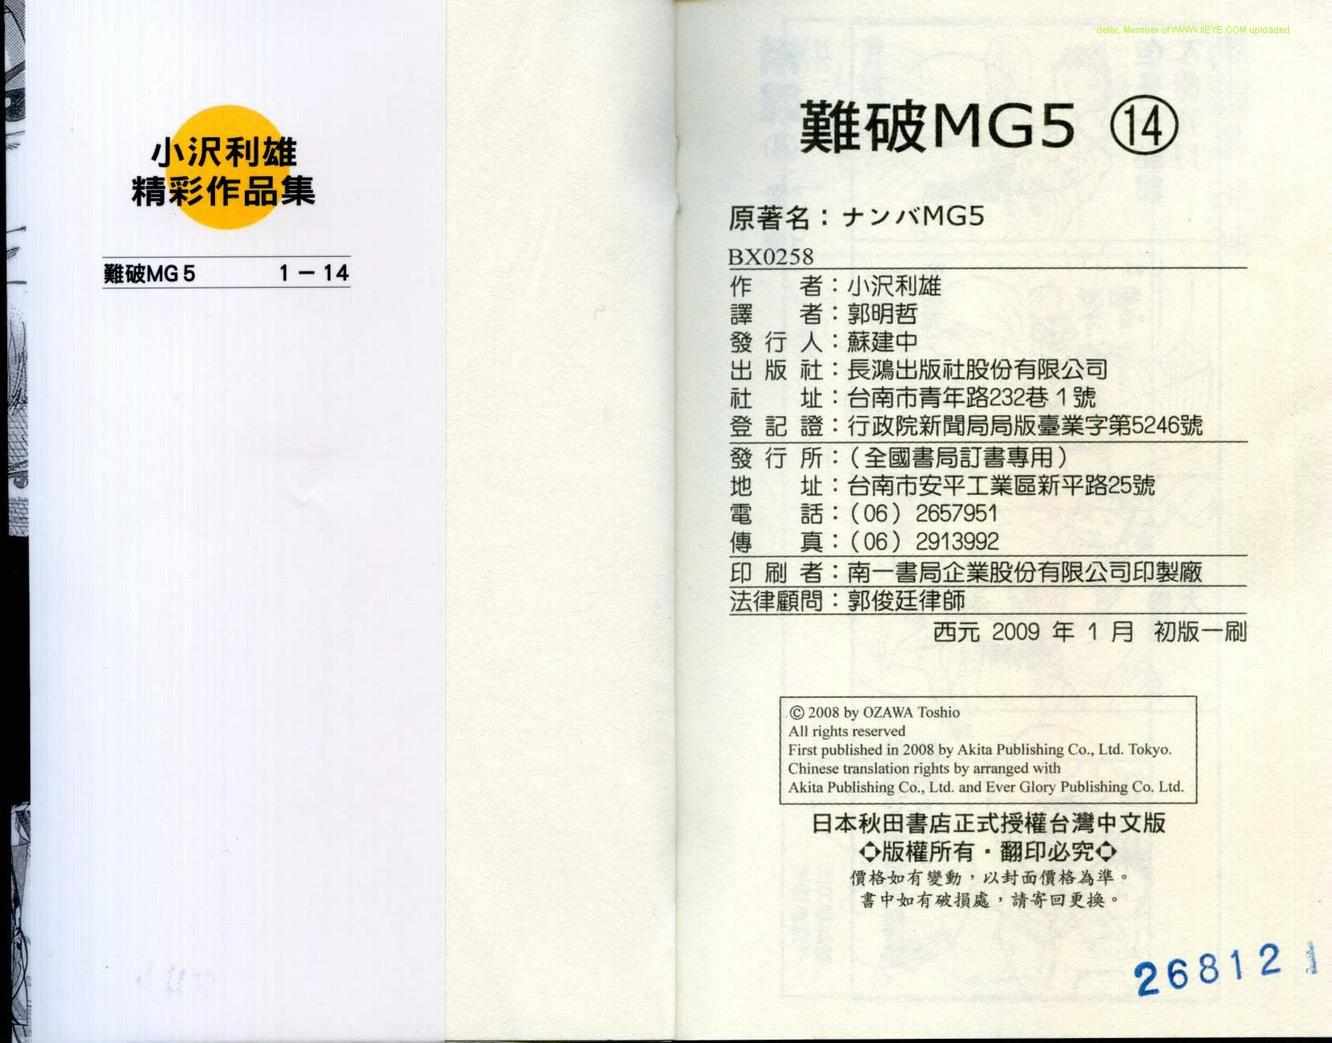 小沢利雄
精彩作品集
難破MG5 1-14
detic, Member of WWW.IIEYE.COM uploaded
難破MG5 ⑭
原著名：ナンバMG5
BX0258
作者：小沢利雄
譯者：郭明哲
發行人：蘇建中
出版社：長鴻出版社股份有限公司
社址：台南市青年路232巷1號
登記證：行政院新聞局局版臺業字第5246號
發行所：（全國書局訂書專用）
地址：台南市安平工業區新平路25號
電話：（06）2657951
傳真：（06）2913992
印刷者：南一書局企業股份有限公司印製廠
法律顧問：郭俊廷律師
西元 2009 年 1 月 初版一刷
© 2008 by OZAWA Toshio
All rights reserved
First published in 2008 by Akita Publishing Co., Ltd. Tokyo.
Chinese translation rights by arranged with
Akita Publishing Co., Ltd. and Ever Glory Publishing Co. Ltd.
日本秋田書店正式授權台灣中文版
◇版權所有・翻印必究◇
價格如有變動，以封面價格為準。
書中如有破損處，請寄回更換。
268121